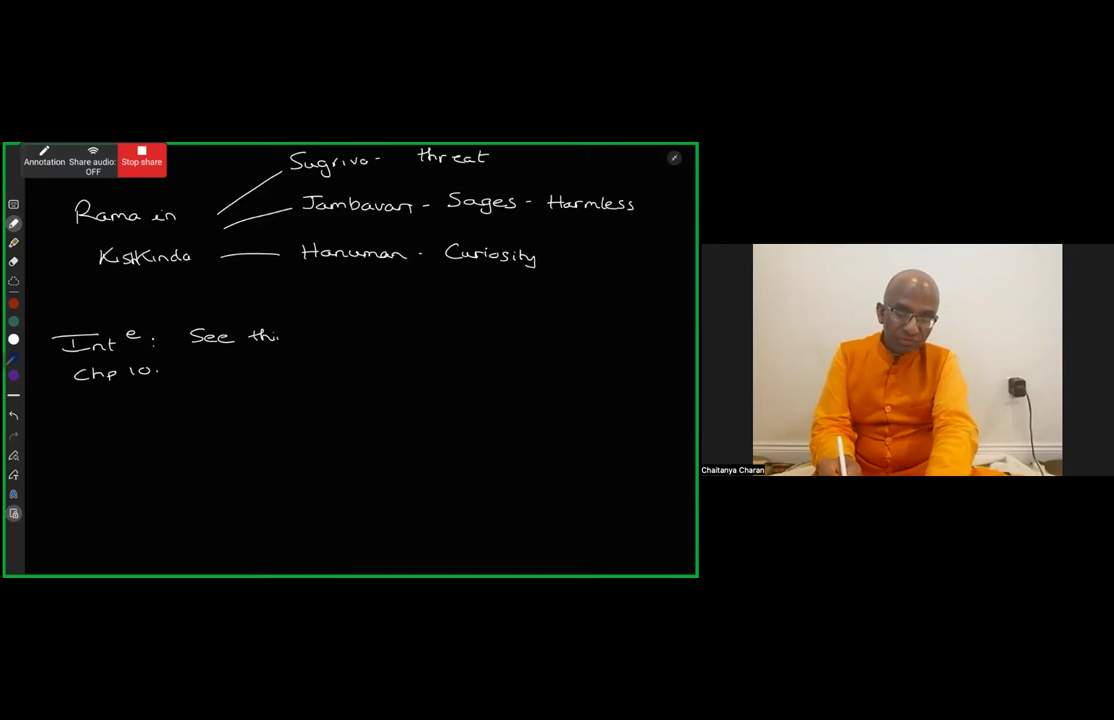 Sugriva - threat
Annotation Share audio: OFF Stop share
Rama in
Jambavan - Sages - Harmless
KishKinda
Hanuman - Curiosity
Int e : See thi
Chp 10.
Chaitanya Charan